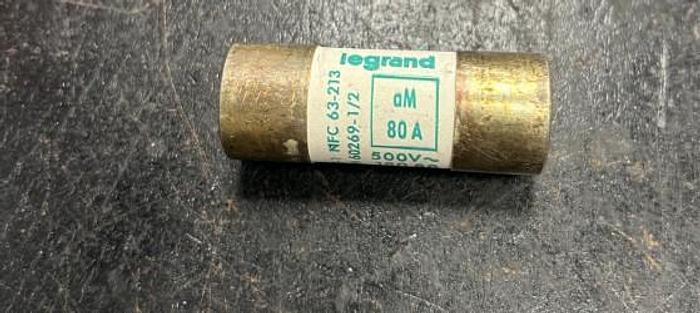 legrand
aM
80 A
500V~
NFC 63-213
60269-1/2